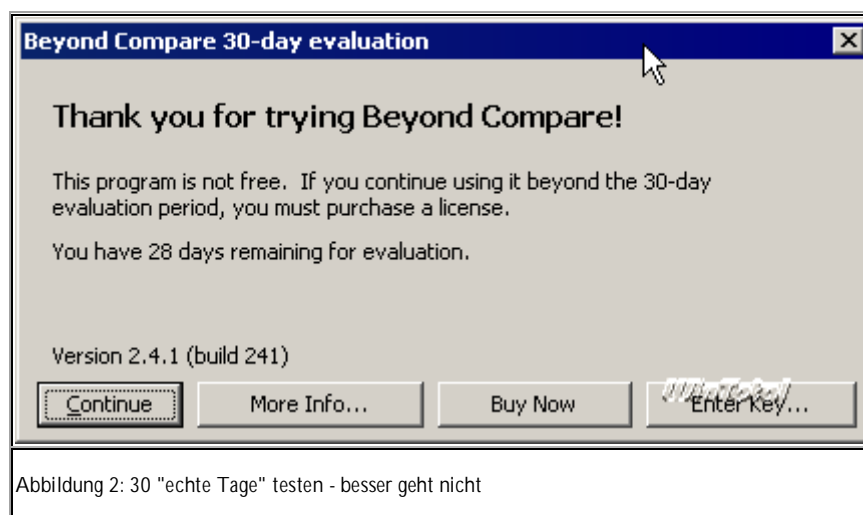 Beyond Compare 30-day evaluation
Thank you for trying Beyond Compare!
This program is not free. If you continue using it beyond the 30-day
evaluation period, you must purchase a license.
You have 28 days remaining for evaluation.
Version 2.4.1 (build 241)
Continue More Info... Buy Now Enter Key...
WinTotal
Abbildung 2: 30 "echte Tage" testen - besser geht nicht